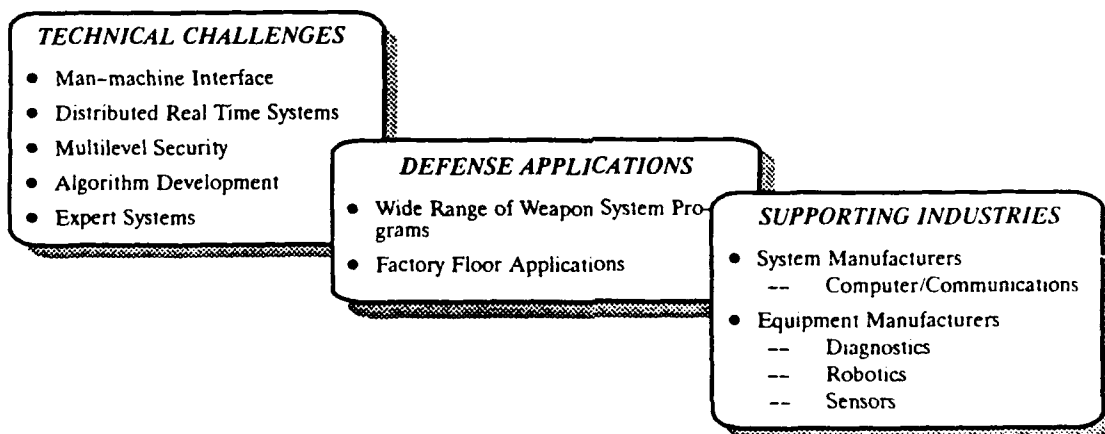 TECHNICAL CHALLENGES
● Man-machine Interface
● Distributed Real Time Systems
● Multilevel Security
● Algorithm Development
● Expert Systems
DEFENSE APPLICATIONS
● Wide Range of Weapon System Pro-
grams
● Factory Floor Applications
SUPPORTING INDUSTRIES
● System Manufacturers
-- Computer/Communications
● Equipment Manufacturers
-- Diagnostics
-- Robotics
-- Sensors